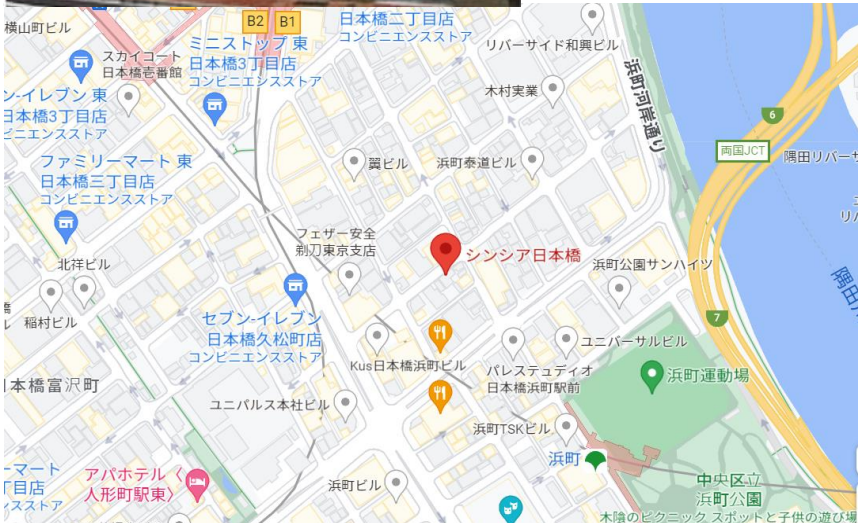 B2 B1
日本橋二丁目店
コンビニエンスストア
横山町ビル
スカイコート
日本橋壱番館
ミニストップ 東
日本橋3丁目店
コンビニエンスストア
リバーサイド和興ビル
木村実業
浜町河岸通り
6
両国JCT
隅田リバーサ
ン-イレブン 東
日本橋3丁目店
ビニエンスストア
ファミリーマート 東
日本橋三丁目店
コンビニエンスストア
翼ビル
浜町泰道ビル
フェザー安全
剃刀東京支店
シンシア日本橋
浜町公園サンハイツ
北祥ビル
稲村ビル
セブン-イレブン
日本橋久松町店
コンビニエンスストア
7
ユニバーサルビル
Kus日本橋浜町ビル
パレステュディオ
日本橋浜町駅前
浜町運動場
本橋富沢町
ユニパルス本社ビル
浜町TSKビル
浜町
ーマート
丁目店
ンスストア
アパホテル〈
人形町駅東〉
浜町ビル
中央区立
浜町公園
木陰のピクニック スポットと子供の遊び場